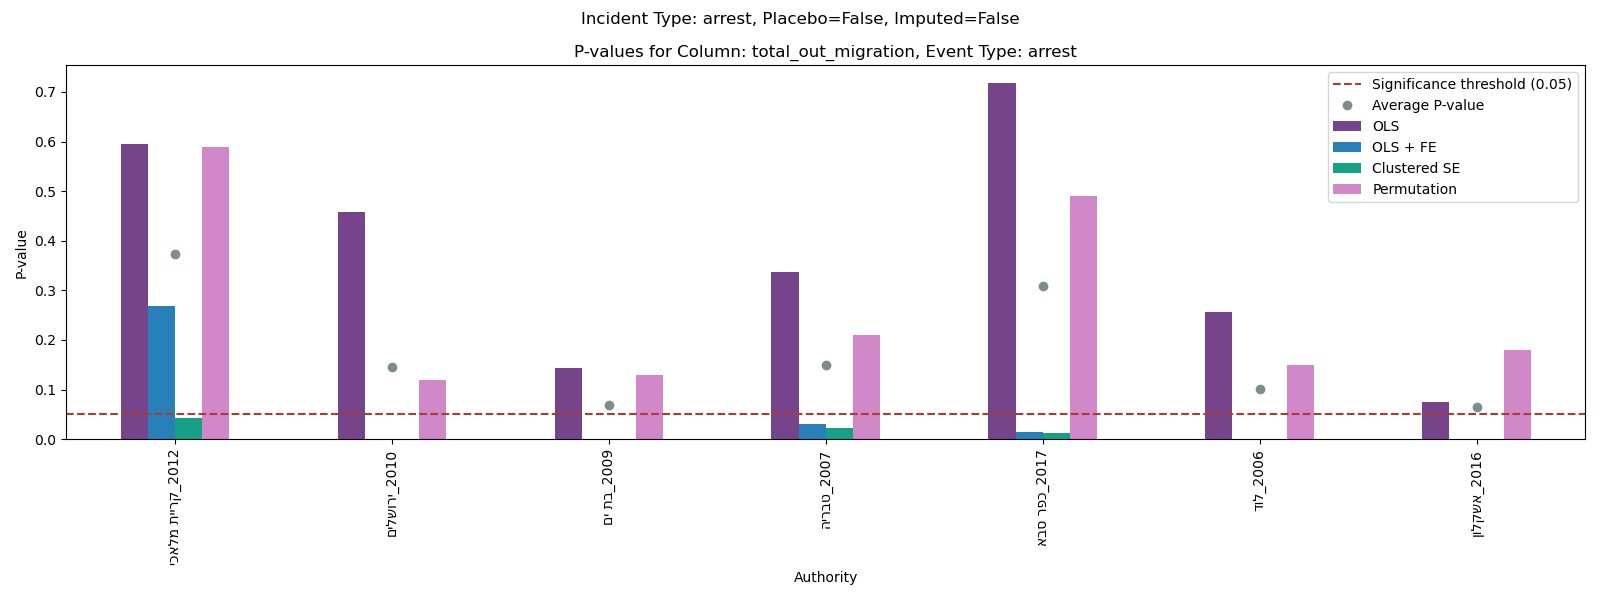 Incident Type: arrest, Placebo=False, Imputed=False
P-values for Column: total_out_migration, Event Type: arrest
Significance threshold (0.05)
Average P-value
OLS
OLS + FE
Clustered SE
Permutation
P-value
0.7
0.6
0.5
0.4
0.3
0.2
0.1
0.0
קריית מלאכי_2012
ירושלים_2010
בת ים_2009
טבריה_2007
כפר סבא_2017
לוד_2006
אשקלון_2016
Authority